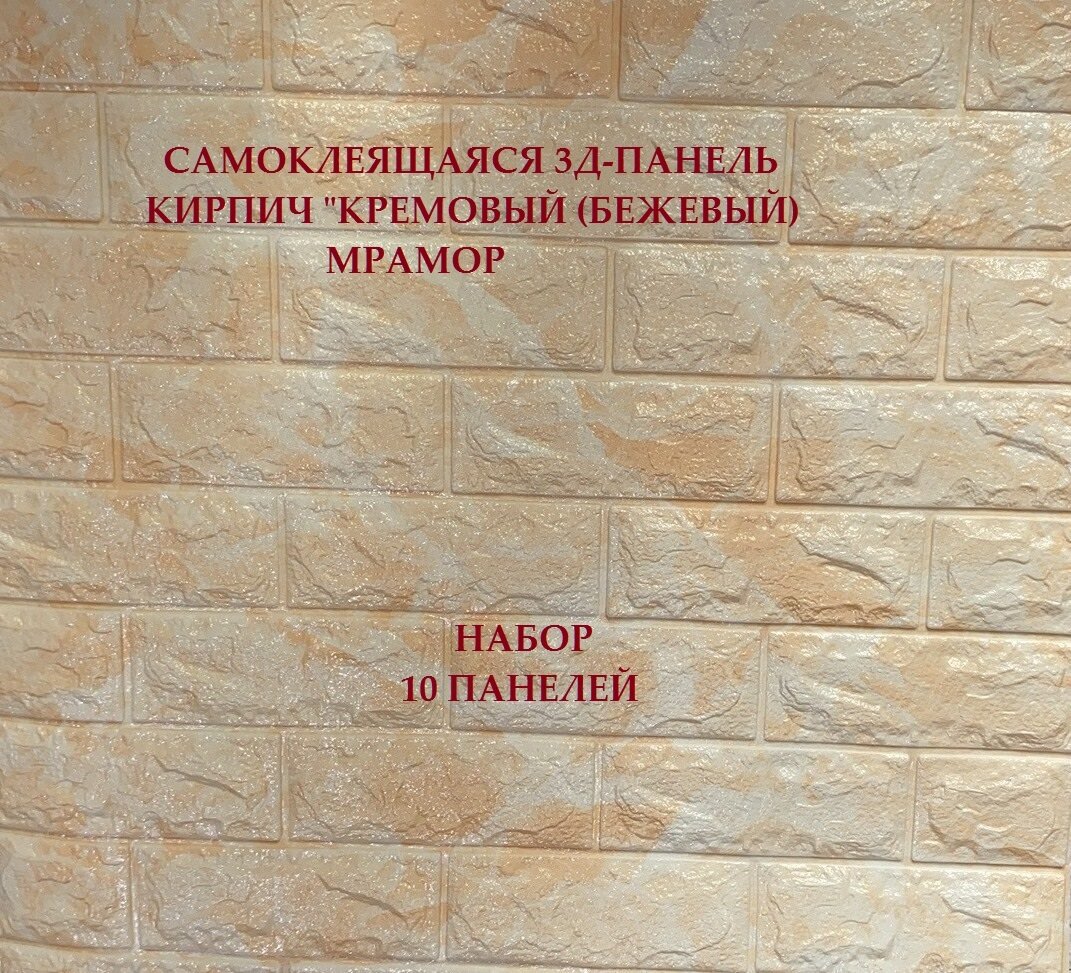 САМОКЛЕЯЩАЯСЯ 3Д-ПАНЕЛЬ
КИРПИЧ "КРЕМОВЫЙ (БЕЖЕВЫЙ)
МРАМОР
НАБОР
10 ПАНЕЛЕЙ